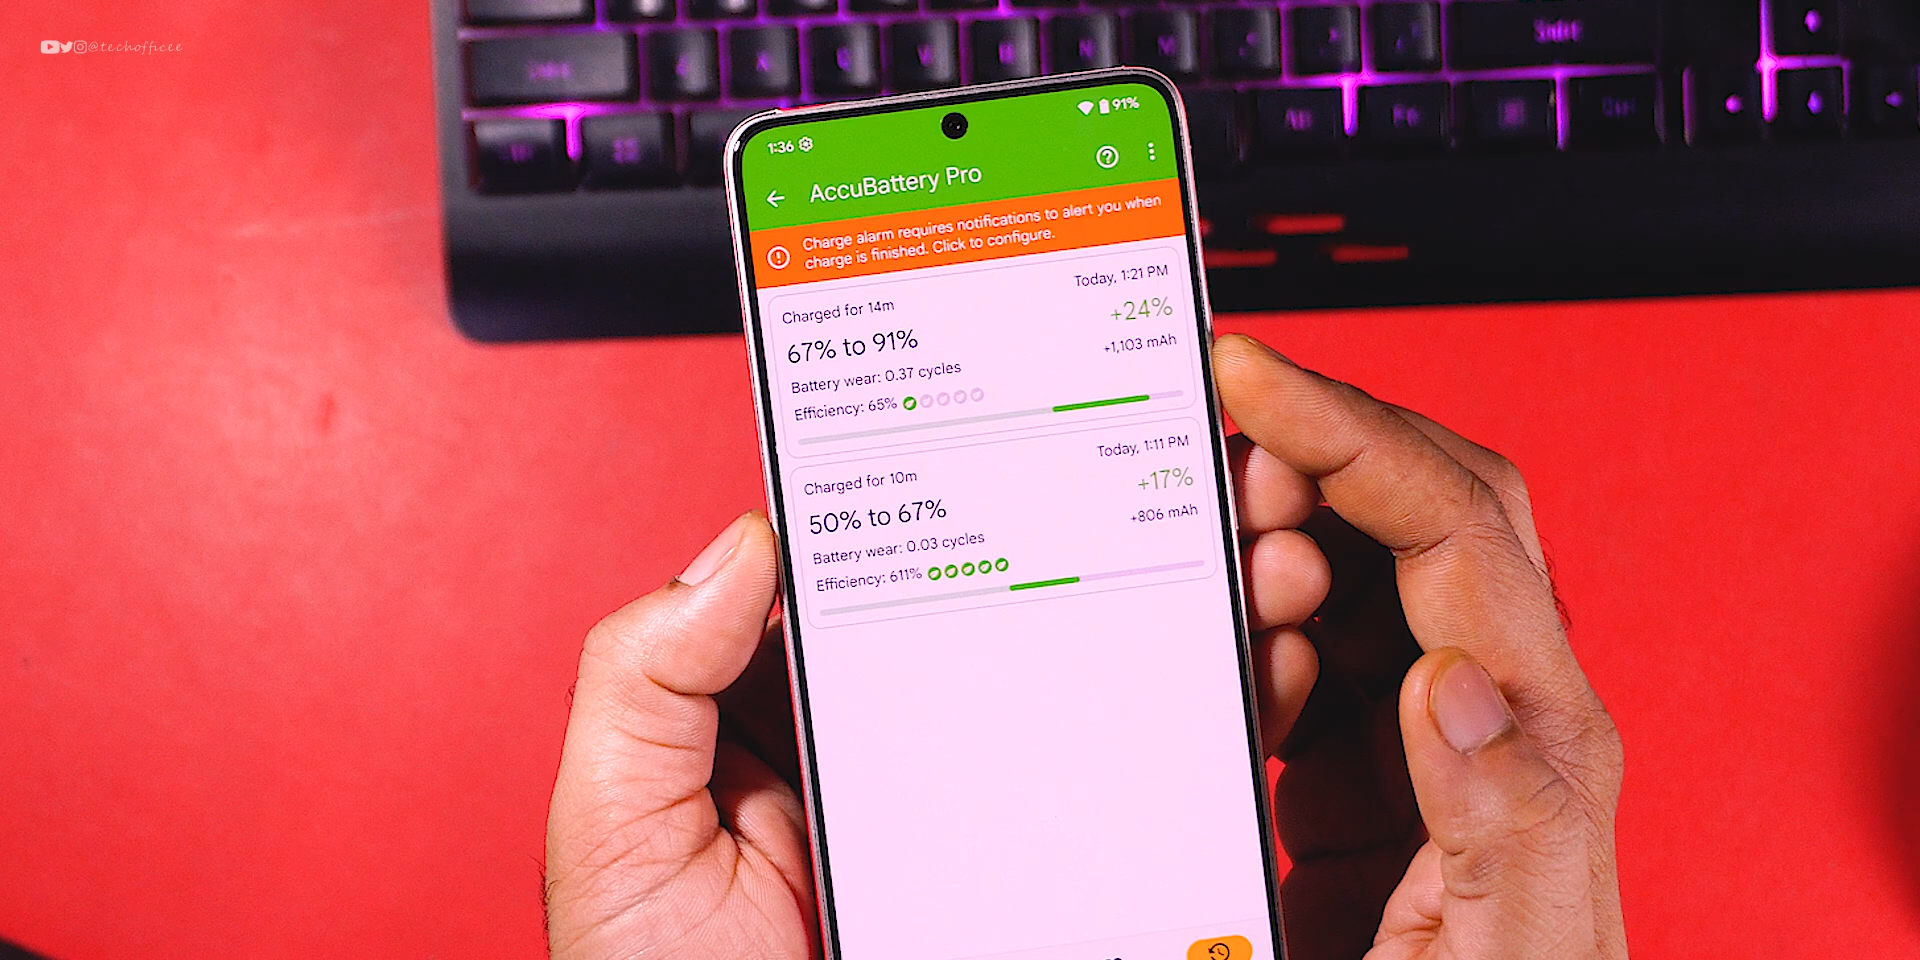 @techofficee
1:36
91%
AccuBattery Pro
Charge alarm requires notifications to alert you when
charge is finished. Click to configure.
Charged for 14m
Today, 1:21 PM
67% to 91%
+24%
+1,103 mAh
Battery wear: 0.37 cycles
Efficiency: 65%
Charged for 10m
Today, 1:11 PM
50% to 67%
+17%
+806 mAh
Battery wear: 0.03 cycles
Efficiency: 611%